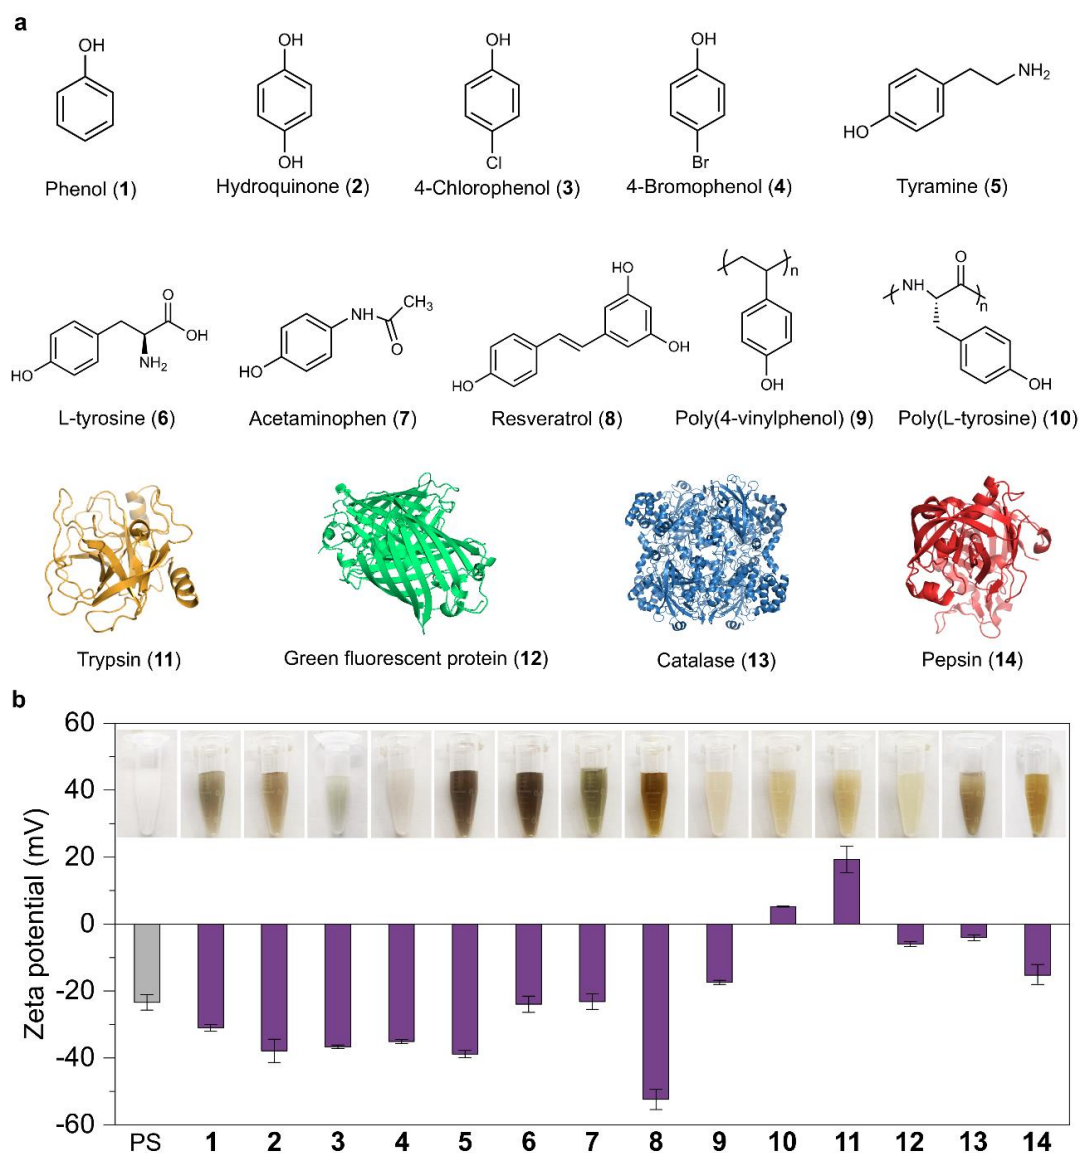 a
OH
OH
OH
OH
NH2
HO
OH
Cl
Br
Phenol (1)
Hydroquinone (2)
4-Chlorophenol (3)
4-Bromophenol (4)
Tyramine (5)
O
OH
NH2
HO
NH
CH3
O
HO
HO
OH
HO
n
OH
NH
O
n
OH
L-tyrosine (6)
Acetaminophen (7)
Resveratrol (8)
Poly(4-vinylphenol) (9)
Poly(L-tyrosine) (10)
Trypsin (11)
Green fluorescent protein (12)
Catalase (13)
Pepsin (14)
b
Zeta potential (mV)
60
40
20
0
-20
-40
-60
PS 1 2 3 4 5 6 7 8 9 10 11 12 13 14